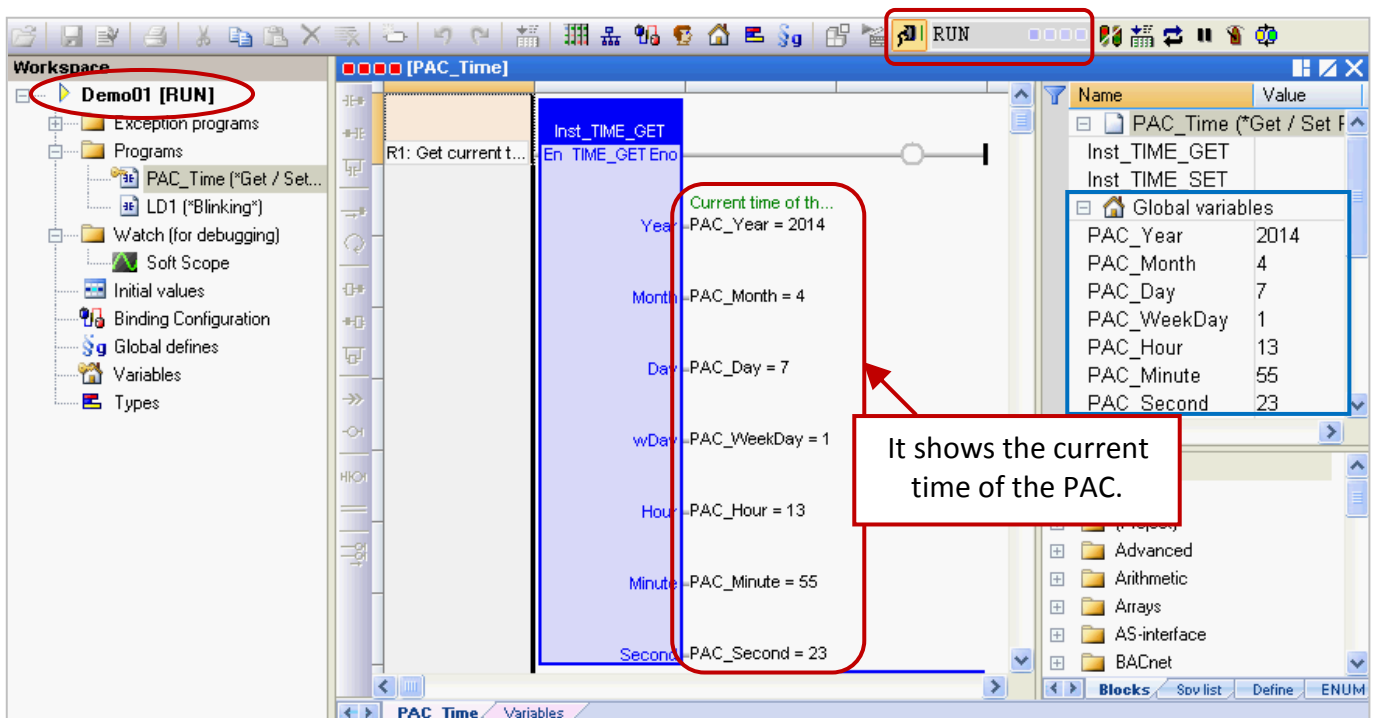 RUN
Workspace
[PAC_Time]
Name Value
Demo01 [RUN]
Exception programs
Programs
PAC_Time (*Get / Set...
LD1 (*Blinking*)
Watch (for debugging)
Soft Scope
Initial values
Binding Configuration
Global defines
Variables
Types
R1: Get current t...
Inst_TIME_GET
En TIME_GET Eno
Current time of th...
Year PAC_Year = 2014
Month PAC_Month = 4
Day PAC_Day = 7
wDay PAC_WeekDay = 1
Hour PAC_Hour = 13
Minute PAC_Minute = 55
Second PAC_Second = 23
It shows the current
time of the PAC.
PAC_Time (*Get / Set
Inst_TIME_GET
Inst_TIME_SET
Global variables
PAC_Year 2014
PAC_Month 4
PAC_Day 7
PAC_WeekDay 1
PAC_Hour 13
PAC_Minute 55
PAC_Second 23
(Project)
Advanced
Arithmetic
Arrays
AS-interface
BACnet
Blocks Spy list Define ENUM
PAC_Time Variables